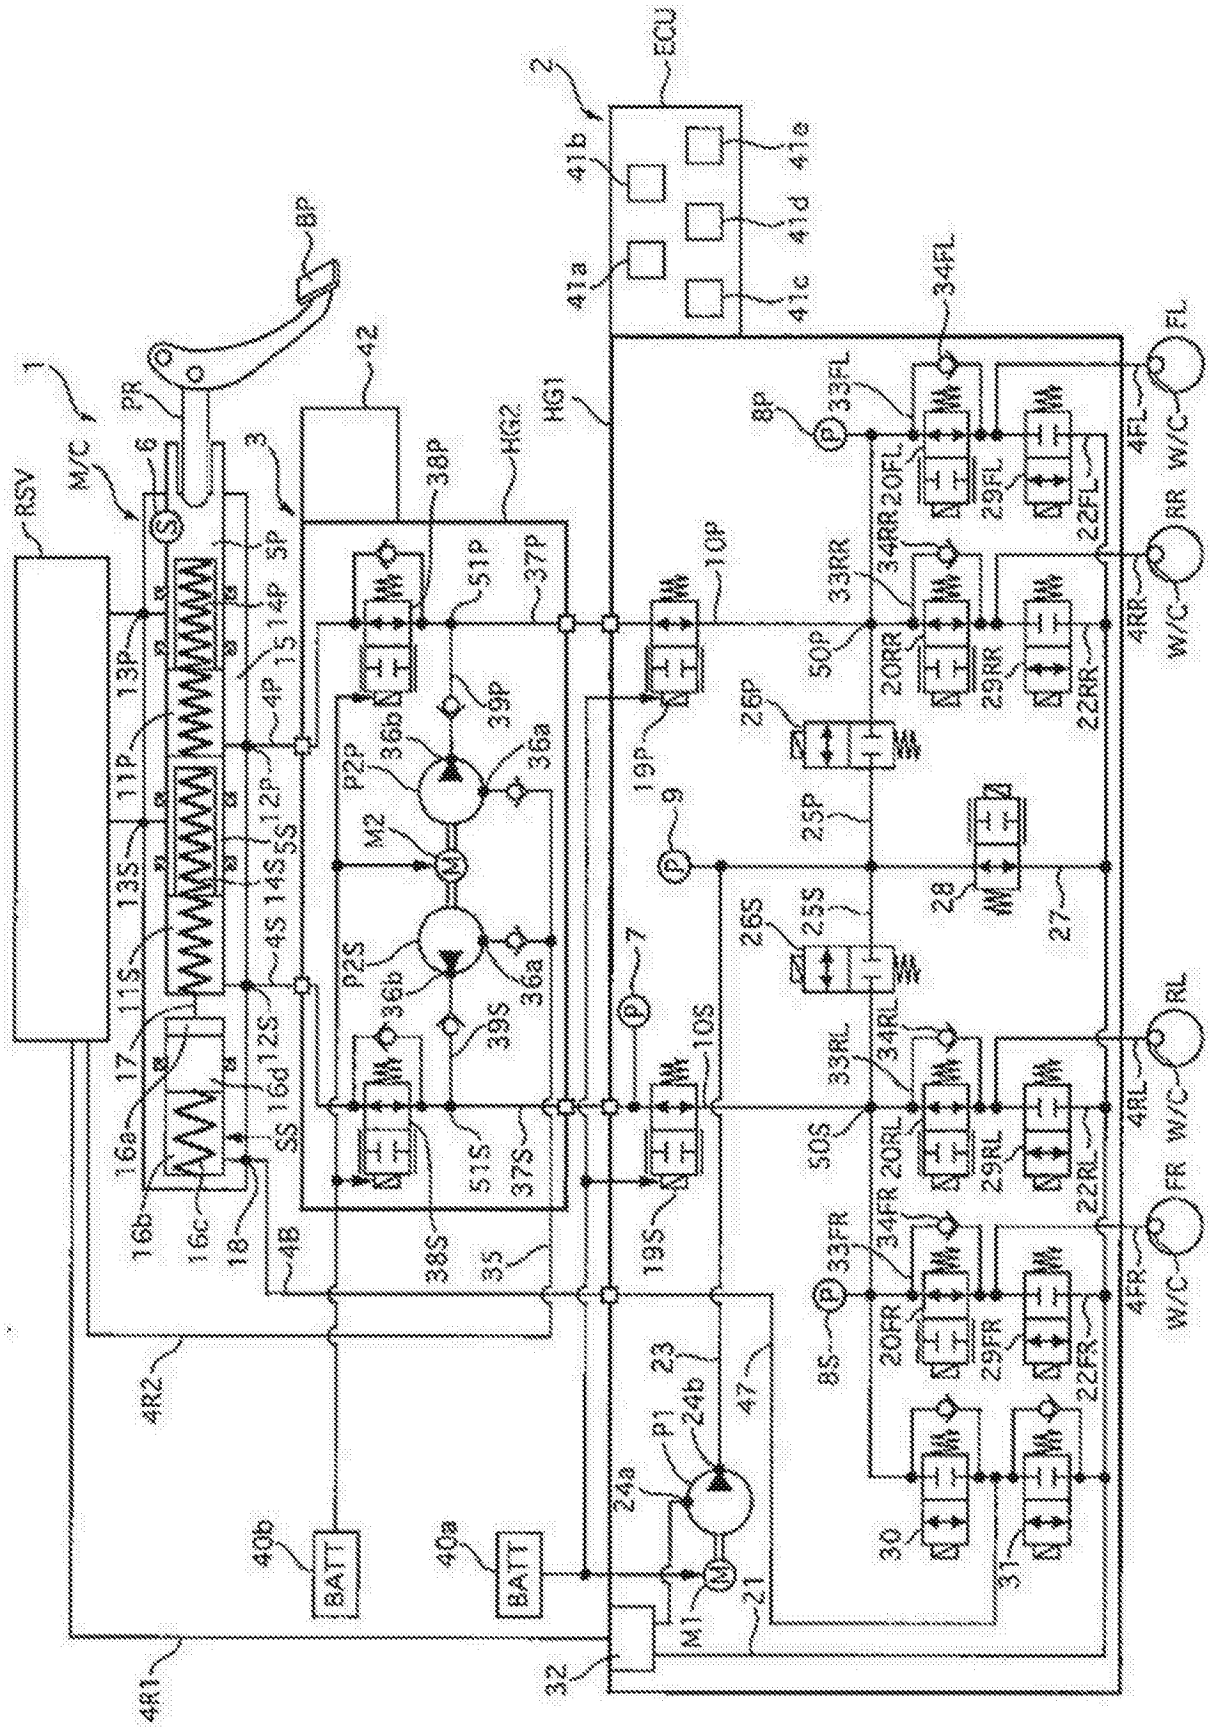 RSV
M/C
1
6
PR
BP
S
5P
14P
15
13P
11P
4P
12P
13S
5S
14S
11S
4S
12S
17
16a
16d
16b
16c
SS
18
4B
3
42
HG2
38P
51P
37P
39P
36b
36a
P2P
M2
M
P2S
36b
36a
39S
51S
37S
38S
35
4R2
4R1
40b
BATT
40a
BATT
2
ECU
41b
41a
41e
41d
41c
HG1
10P
19P
9
P
7
P
10S
19S
23
47
P1
24b
24a
M
M1
21
32
8P
P
33FL
34FL
20FL
29FL
22FL
4FL
W/C
FL
33RR
34RR
20RR
29RR
22RR
4RR
W/C
RR
50P
26P
25P
28
27
26S
25S
33RL
34RL
20RL
29RL
22RL
4RL
W/C
RL
50S
8S
P
33FR
34FR
20FR
29FR
22FR
4FR
W/C
FR
30
31